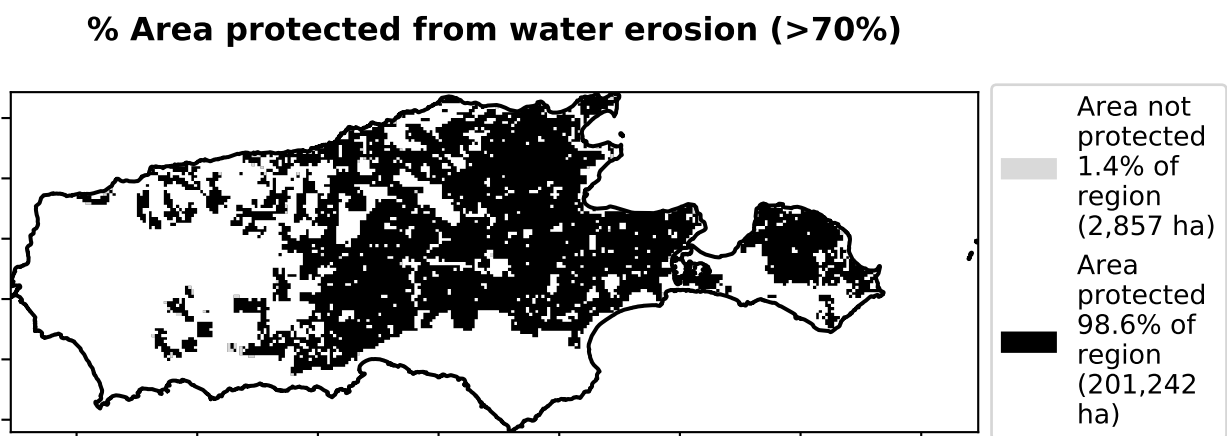 % Area protected from water erosion (>70%)
Area not
protected
1.4% of
region
(2,857 ha)
Area
protected
98.6% of
region
(201,242
ha)